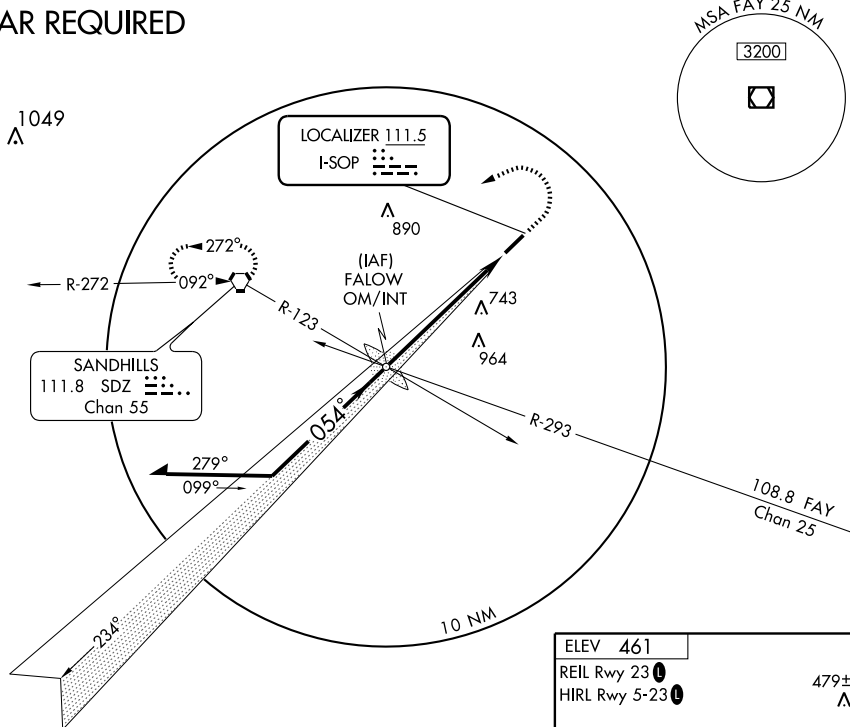 AR REQUIRED
MSA FAY 25 NM
3200
1049
LOCALIZER 111.5
I-SOP
890
272°
R-272
092°
(IAF)
FALOW
OM/INT
R-123
743
964
SANDHILLS
111.8 SDZ
Chan 55
054°
R-293
279°
099°
108.8 FAY
Chan 25
234°
10 NM
ELEV 461
REIL Rwy 23 L
HIRL Rwy 5-23 L
479±